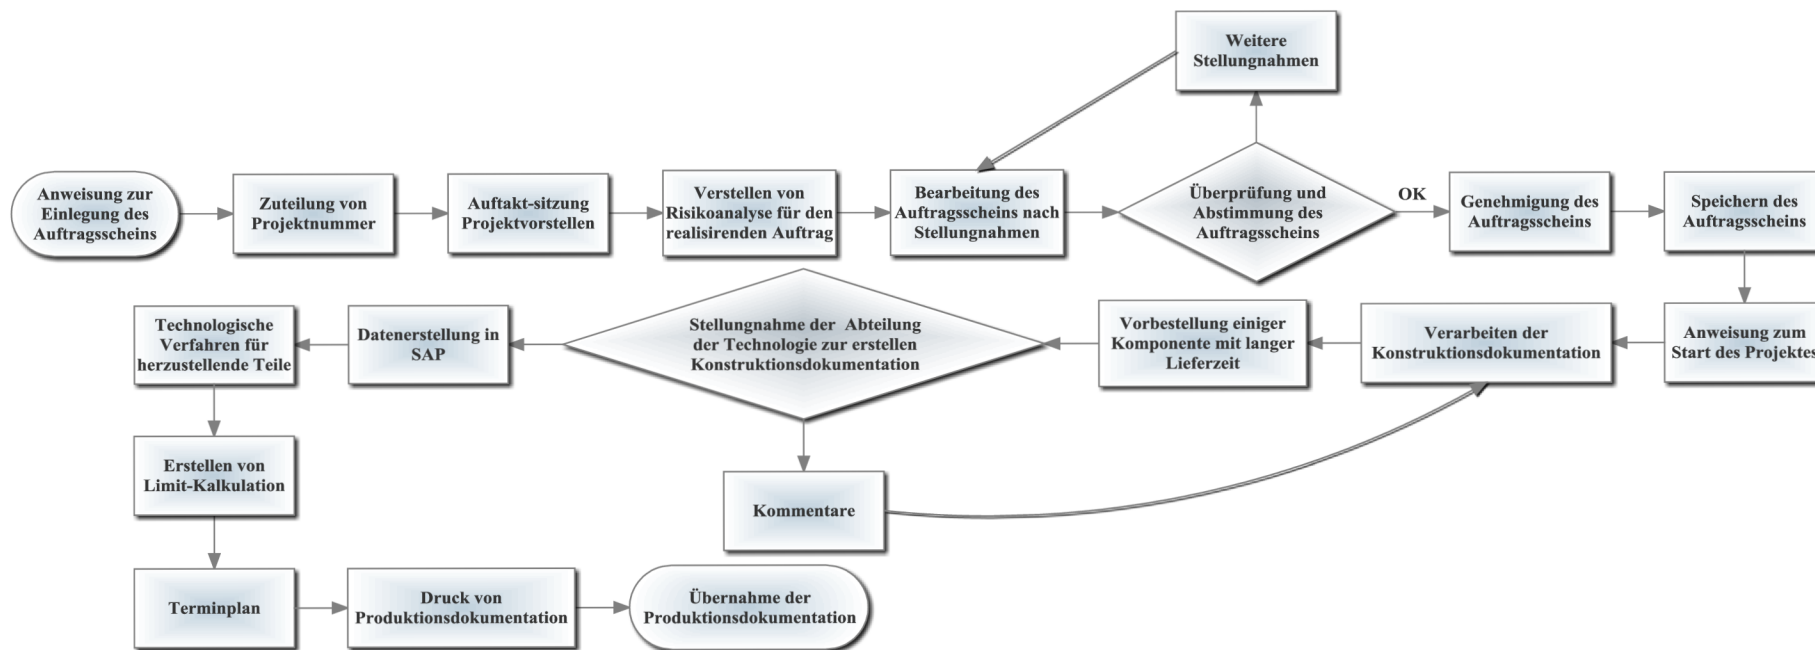 Anweisung zur
Einlegung des
Auftragsscheins
Zuteilung von
Projektnummer
Auftakt-sitzung
Projektvorstellen
Verstellen von
Risikoanalyse für den
realisirenden Auftrag
Bearbeitung des
Auftragsscheins nach
Stellungnahmen
Überprüfung und
Abstimmung des
Auftragsscheins
Weitere
Stellungnahmen
OK
Genehmigung des
Auftragsscheins
Speichern des
Auftragsscheins
Anweisung zum
Start des Projektes
Verarbeiten der
Konstruktionsdokumentation
Vorbestellung einiger
Komponente mit langer
Lieferzeit
Stellungnahme der Abteilung
der Technologie zur erstellen
Konstruktionsdokumentation
Kommentare
Datenerstellung in
SAP
Technologische
Verfahren für
herzustellende Teile
Erstellen von
Limit-Kalkulation
Terminplan
Druck von
Produktionsdokumentation
Übernahme der
Produktionsdokumentation